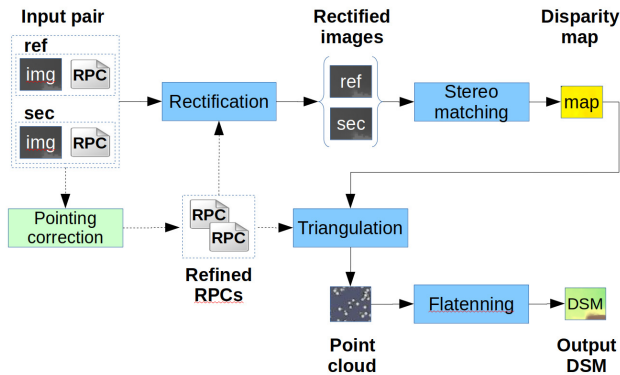 Input pair
Rectified
images
Disparity
map
ref
img RPC
sec
img RPC
Rectification
ref
sec
Stereo
matching
map
Pointing
correction
RPC
RPC
Refined
RPCs
Triangulation
Flatenning
DSM
Point
cloud
Output
DSM